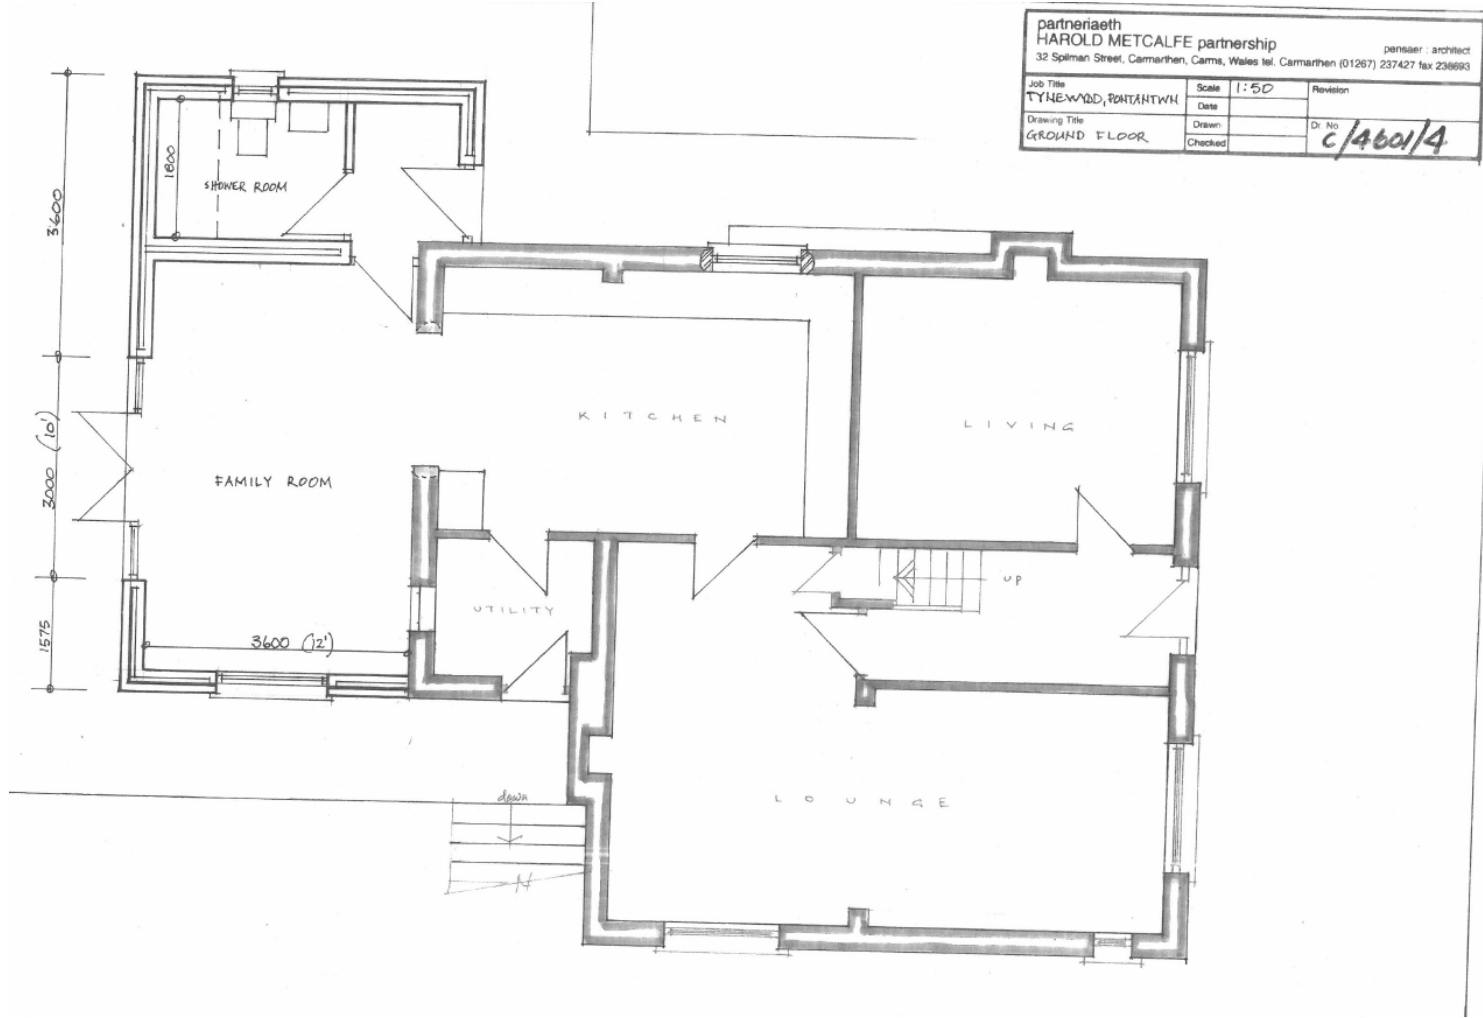 partneriaeth
HAROLD METCALFE partnership
pensaer : architect
32 Spilman Street, Carmarthen, Carms, Wales tel. Carmarthen (01267) 237427 fax 236693
Job Title
TYNEWYDD, PONTANTWN
Scale 1:50
Revision
Date
Drawing Title
GROUND FLOOR
Drawn
Checked
Dr. No
C/4601/4
3600
1800
SHOWER ROOM
3000 (10')
FAMILY ROOM
KITCHEN
LIVING
UP
UTILITY
1575
3600 (12')
LOUNGE
down
N